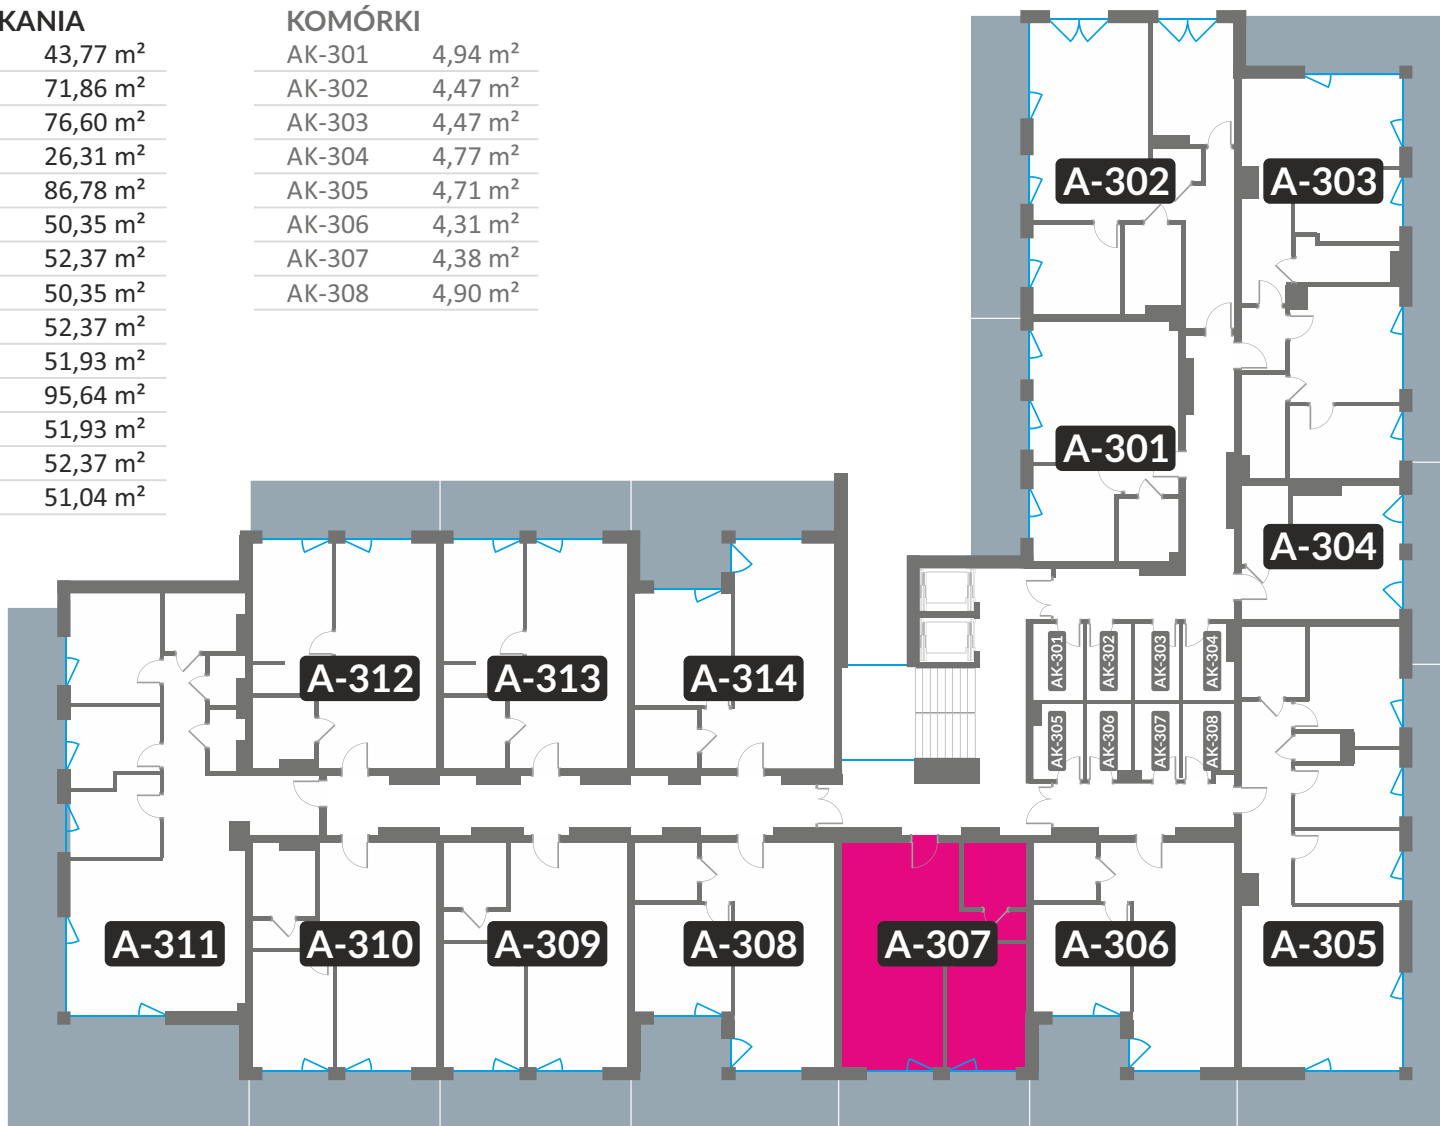 KANIA
43,77 m²
71,86 m²
76,60 m²
26,31 m²
86,78 m²
50,35 m²
52,37 m²
50,35 m²
52,37 m²
51,93 m²
95,64 m²
51,93 m²
52,37 m²
51,04 m²
KOMÓRKI
AK-301 4,94 m²
AK-302 4,47 m²
AK-303 4,47 m²
AK-304 4,77 m²
AK-305 4,71 m²
AK-306 4,31 m²
AK-307 4,38 m²
AK-308 4,90 m²
A-302
A-303
A-301
A-304
AK-301
AK-302
AK-303
AK-304
A-312
A-313
A-314
AK-305
AK-306
AK-307
AK-308
A-311
A-310
A-309
A-308
A-307
A-306
A-305